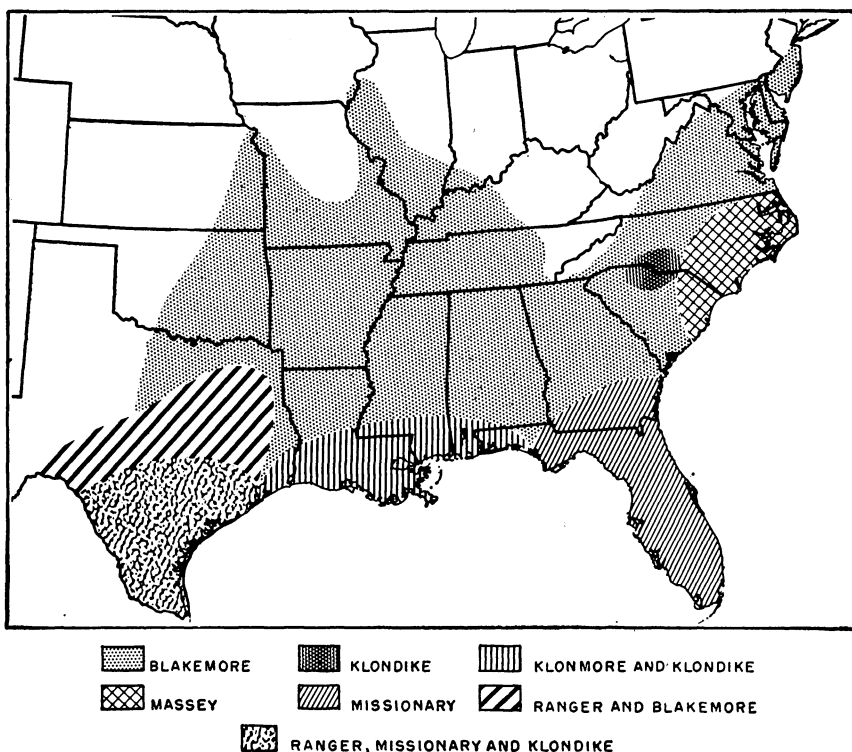 BLAKEMORE KLONDIKE KLONMORE AND KLONDIKE
MASSEY MISSIONARY RANGER AND BLAKEMORE
RANGER, MISSIONARY AND KLONDIKE